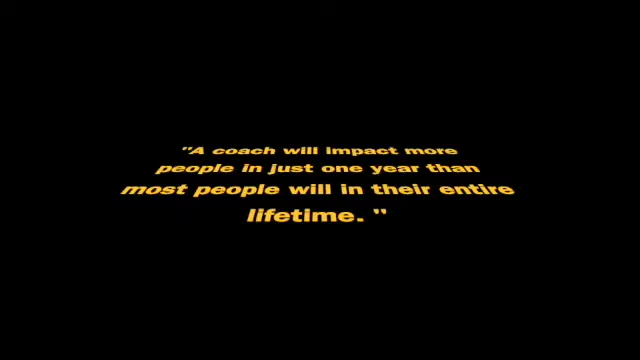 "A coach will impact more
people in just one year than
most people will in their entire
lifetime. "